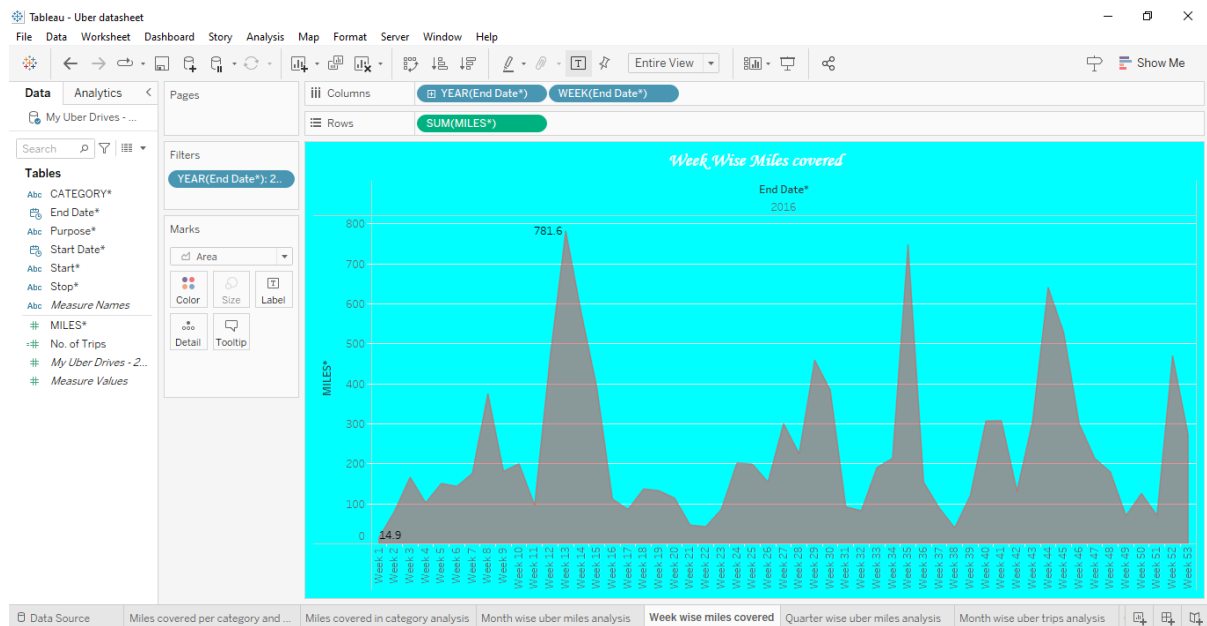 Tableau - Uber datasheet
File Data Worksheet Dashboard Story Analysis Map Format Server Window Help
Entire View
Show Me
Data Analytics
My Uber Drives - ...
Search
Tables
Abc CATEGORY*
End Date*
Abc Purpose*
Start Date*
Abc Start*
Abc Stop*
Abc Measure Names
MILES*
No. of Trips
My Uber Drives - 2...
Measure Values
Pages
Filters
YEAR(End Date*): 2..
Marks
Area
Color Size Label
Detail Tooltip
Columns YEAR(End Date*) WEEK(End Date*)
Rows SUM(MILES*)
Week Wise Miles covered
End Date*
2016
MILES*
800
700
600
500
400
300
200
100
0
781.6
14.9
Week 1
Week 2
Week 3
Week 4
Week 5
Week 6
Week 7
Week 8
Week 9
Week 10
Week 11
Week 12
Week 13
Week 14
Week 15
Week 16
Week 17
Week 18
Week 19
Week 20
Week 21
Week 22
Week 23
Week 24
Week 25
Week 26
Week 27
Week 28
Week 29
Week 30
Week 31
Week 32
Week 33
Week 34
Week 35
Week 36
Week 37
Week 38
Week 39
Week 40
Week 41
Week 42
Week 43
Week 44
Week 45
Week 46
Week 47
Week 48
Week 49
Week 50
Week 51
Week 52
Week 53
Data Source Miles covered per category and ... Miles covered in category analysis Month wise uber miles analysis Week wise miles covered Quarter wise uber miles analysis Month wise uber trips analysis